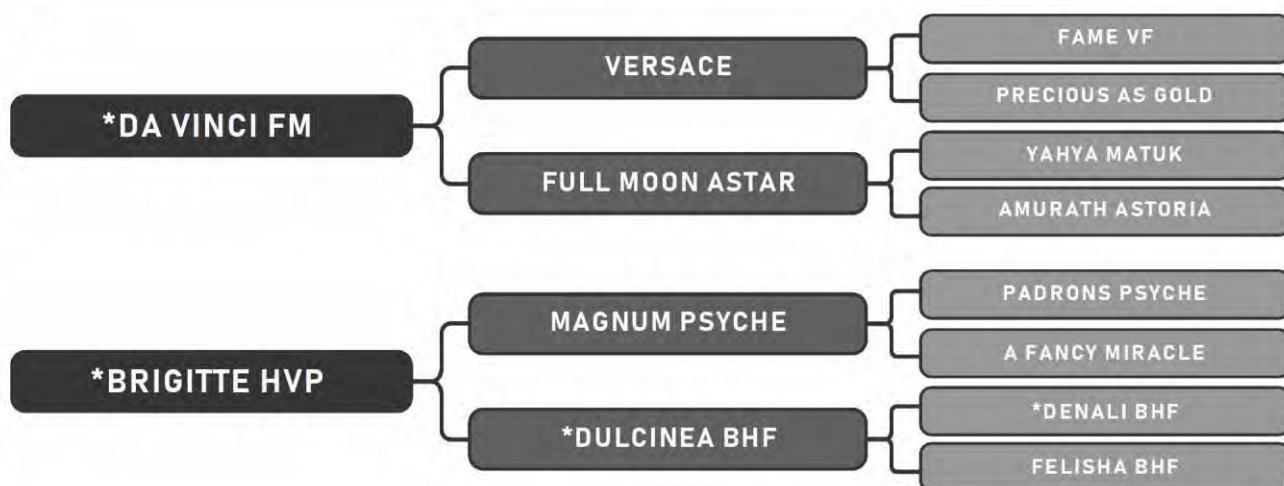 *DA VINCI FM
VERSACE
FAME VF
PRECIOUS AS GOLD
FULL MOON ASTAR
YAHYA MATUK
AMURATH ASTORIA
*BRIGITTE HVP
MAGNUM PSYCHE
PADRONS PSYCHE
A FANCY MIRACLE
*DULCINEA BHF
*DENALI BHF
FELISHA BHF